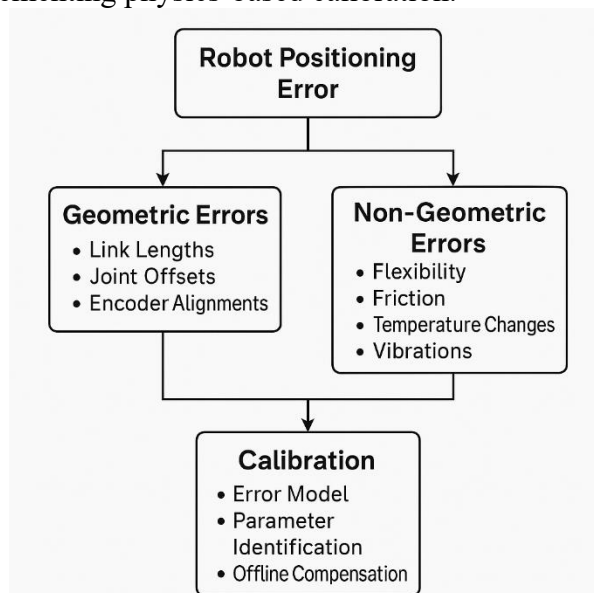 Robot Positioning
Error
Geometric Errors
• Link Lengths
• Joint Offsets
• Encoder Alignments
Non-Geometric
Errors
• Flexibility
• Friction
• Temperature Changes
• Vibrations
Calibration
• Error Model
• Parameter
Identification
• Offline Compensation